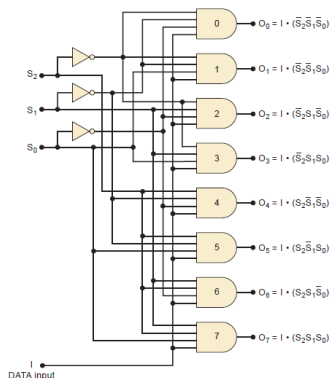 0 O₀ = I • (S̅₂S̅₁S̅₀)
1 O₁ = I • (S̅₂S̅₁S₀)
S₂
2 O₂ = I • (S̅₂S₁S̅₀)
S₁
3 O₃ = I • (S̅₂S₁S₀)
S₀
4 O₄ = I • (S₂S̅₁S̅₀)
5 O₅ = I • (S₂S̅₁S₀)
6 O₆ = I • (S₂S₁S̅₀)
7 O₇ = I • (S₂S₁S₀)
I
DATA input